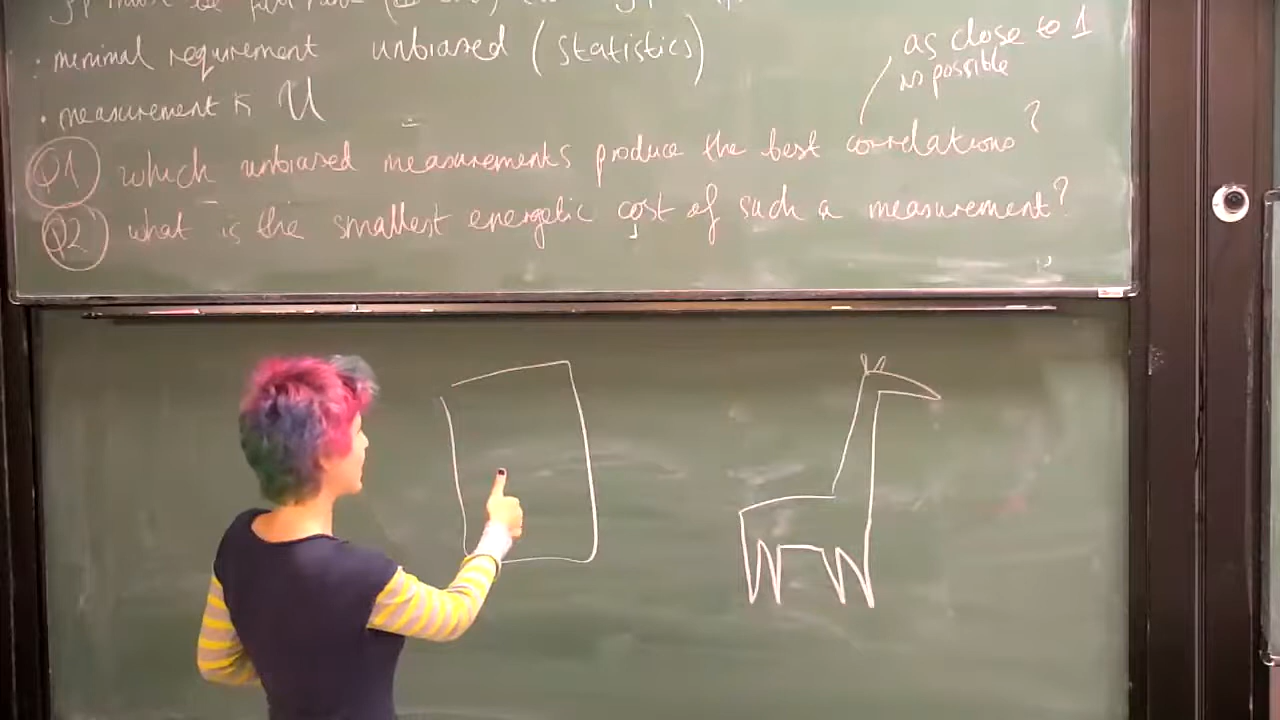 • minimal requirement unbiased (statistics)
as close to 1
as possible
• measurement is U
Q1 which unbiased measurements produce the best correlations?
Q2 what is the smallest energetic cost of such a measurement?